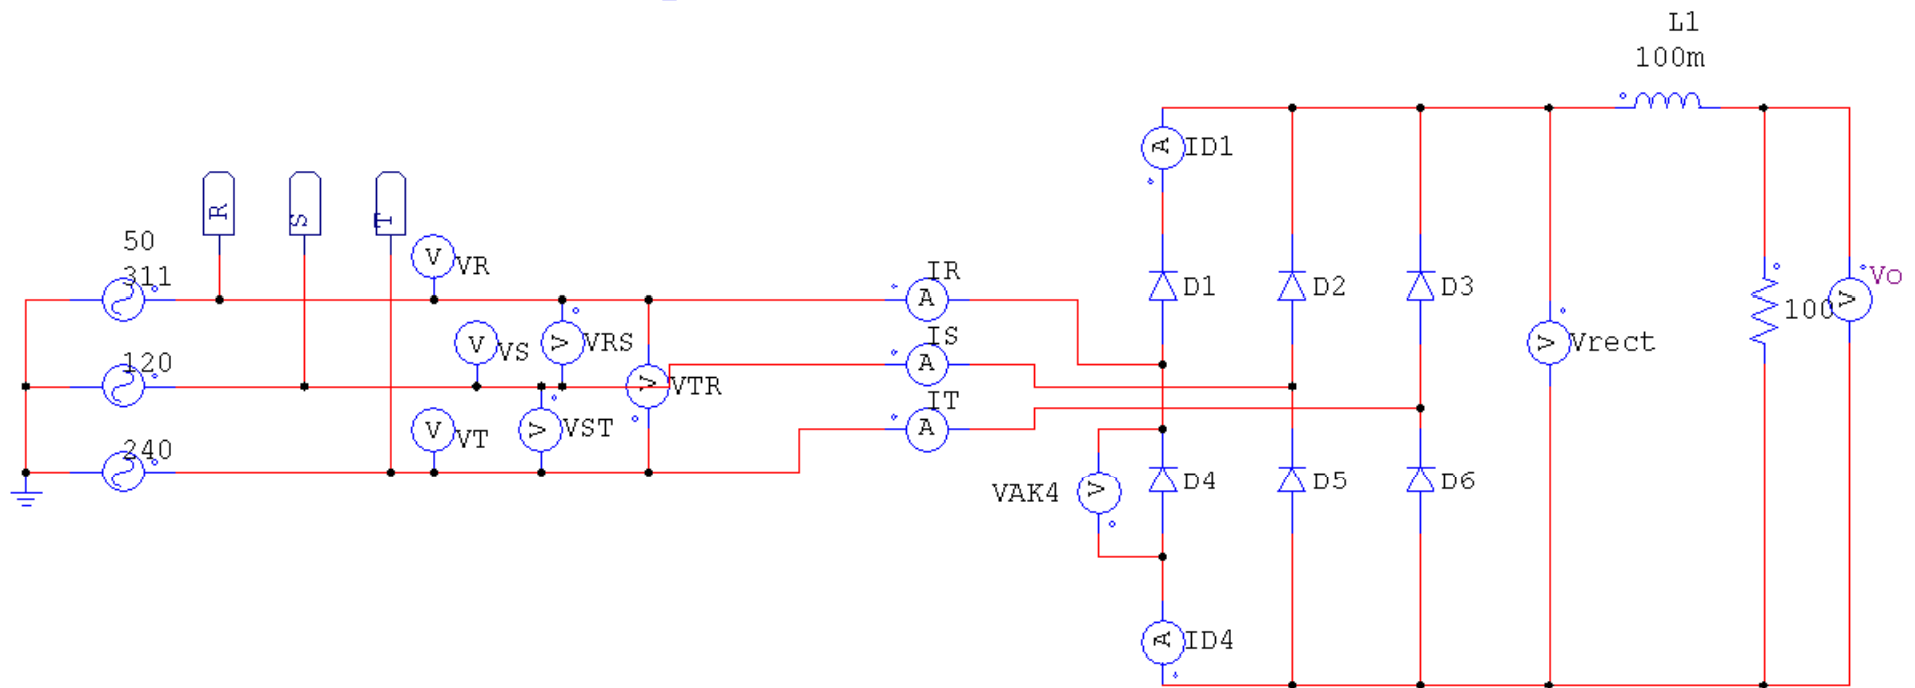 L1
100m
A
ID1
R
S
T
50
311
V
VR
IR
A
D1
D2
D3
Vo
V
100
V
VS
V
VRS
IS
A
V
Vrect
120
V
VTR
IT
A
V
VT
V
VST
240
VAK4
V
D4
D5
D6
A
ID4